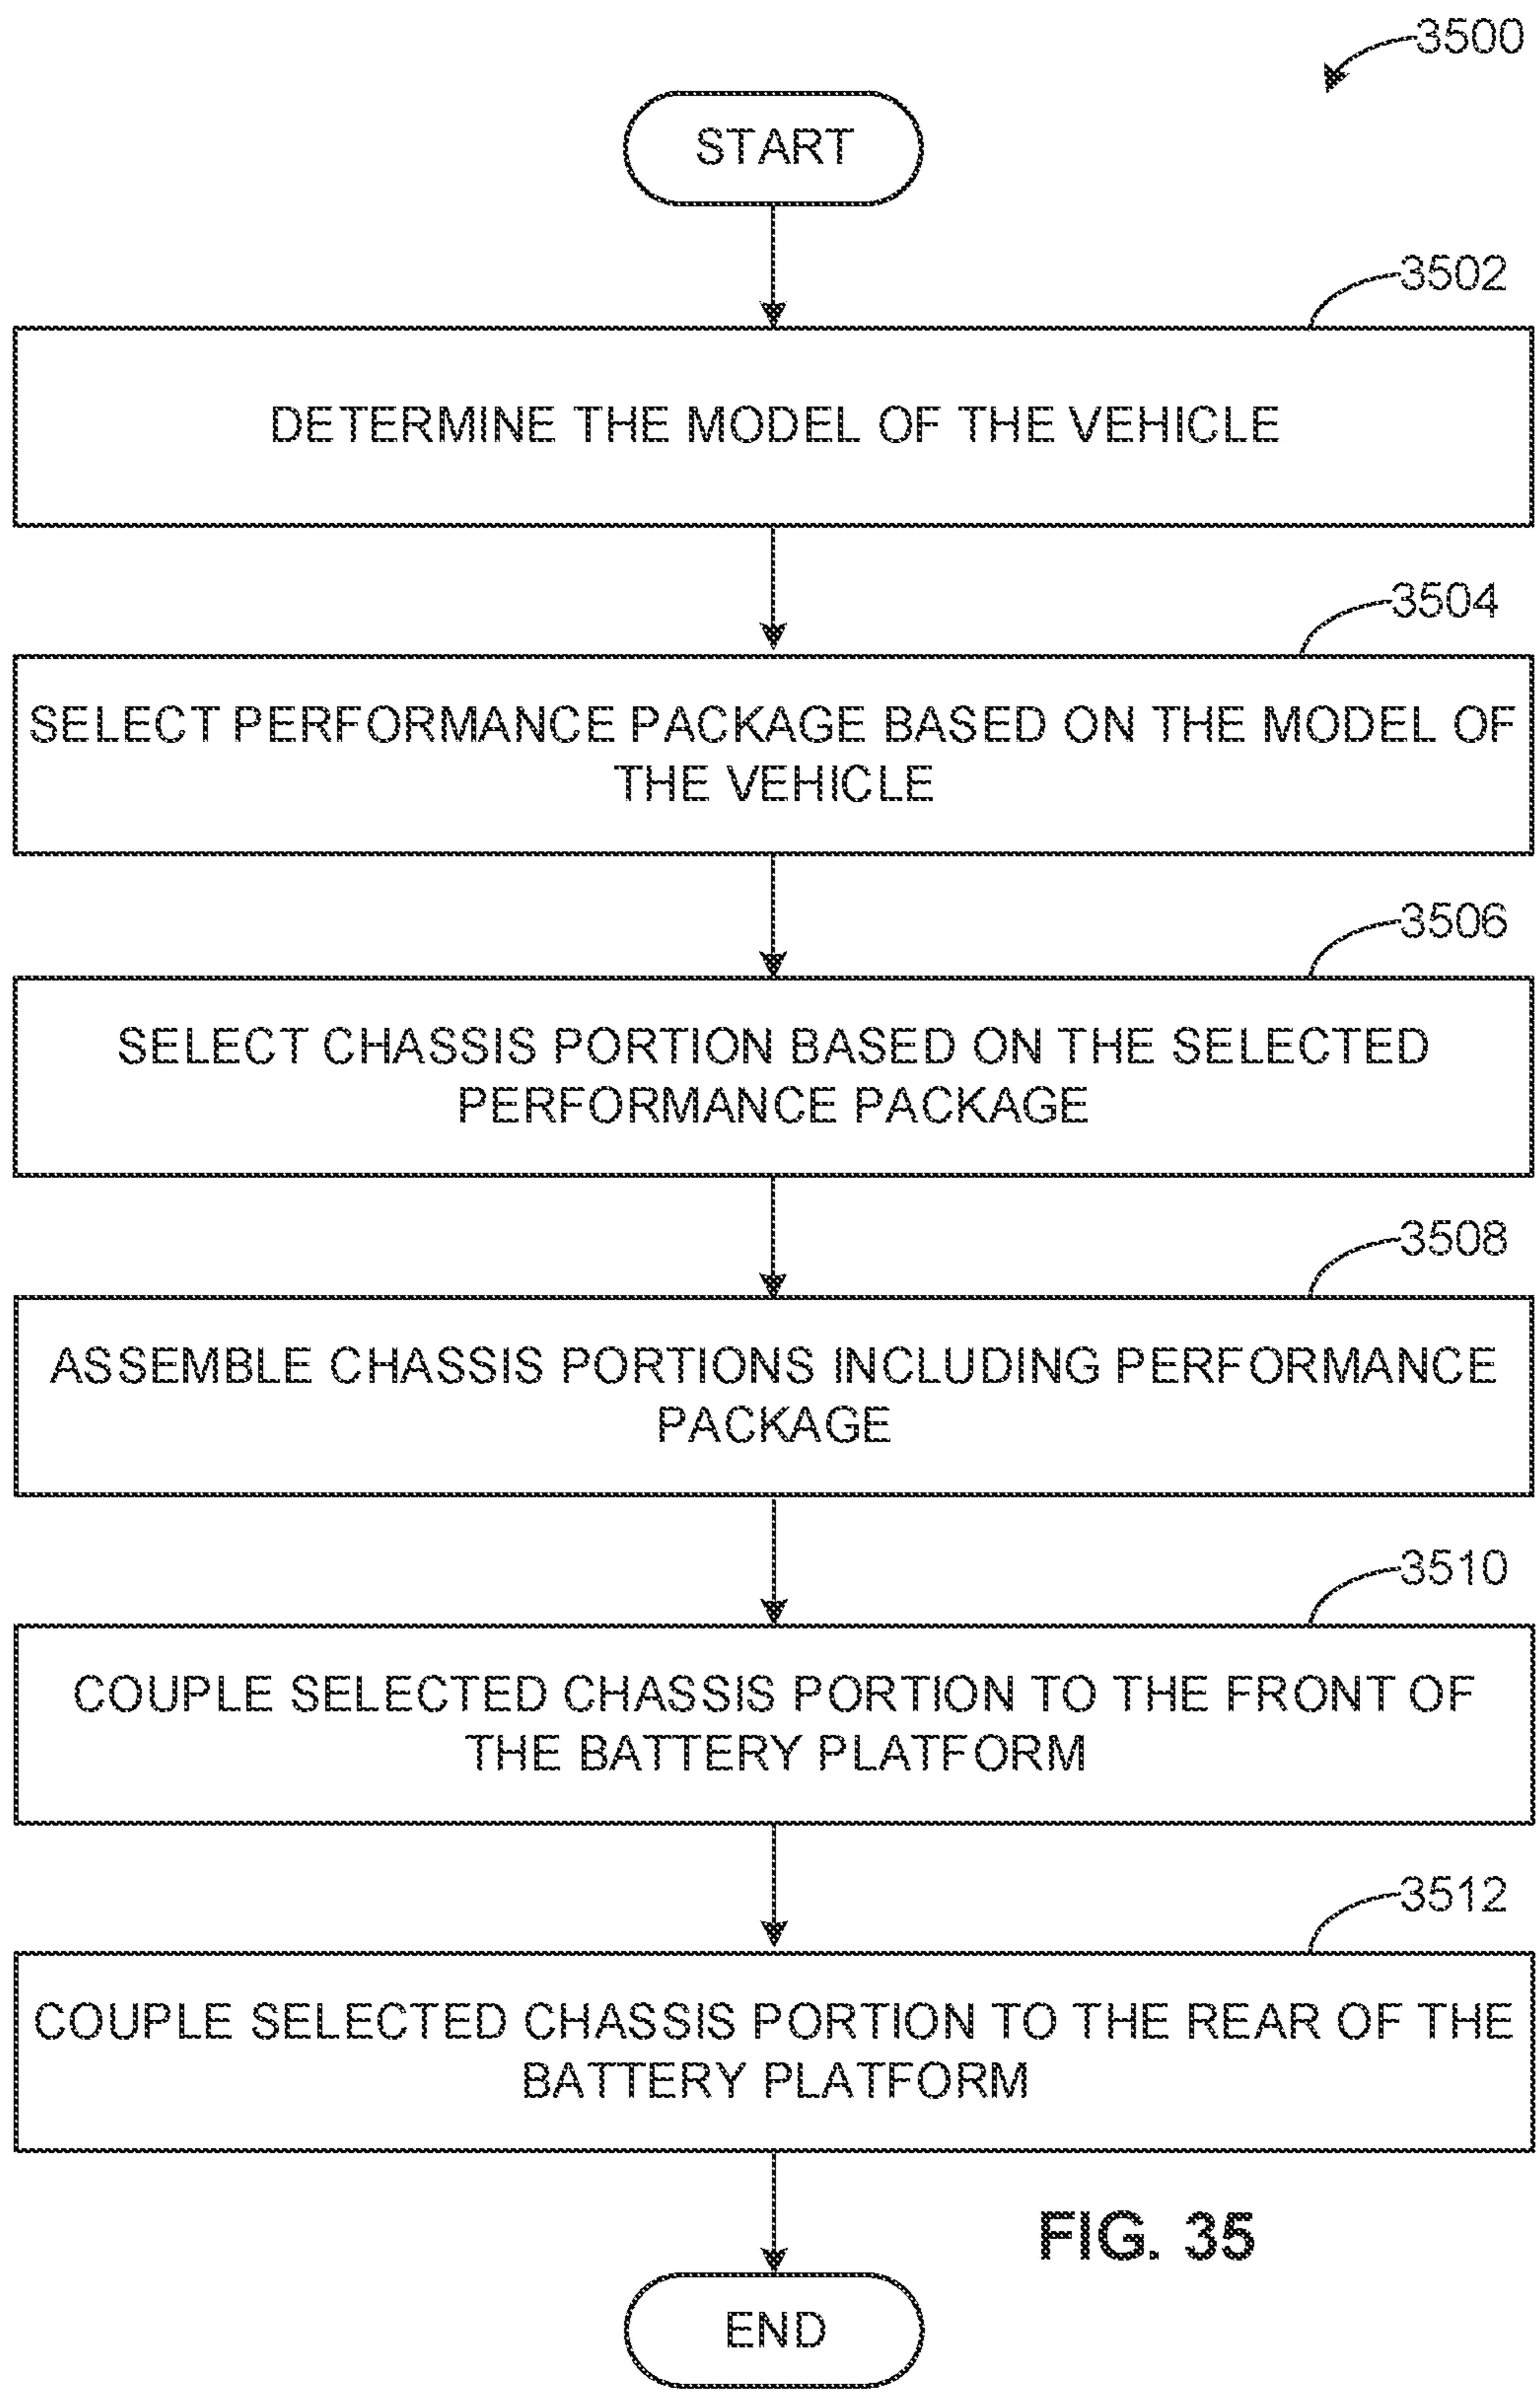 3500
START
3502
DETERMINE THE MODEL OF THE VEHICLE
3504
SELECT PERFORMANCE PACKAGE BASED ON THE MODEL OF
THE VEHICLE
3506
SELECT CHASSIS PORTION BASED ON THE SELECTED
PERFORMANCE PACKAGE
3508
ASSEMBLE CHASSIS PORTIONS INCLUDING PERFORMANCE
PACKAGE
3510
COUPLE SELECTED CHASSIS PORTION TO THE FRONT OF
THE BATTERY PLATFORM
3512
COUPLE SELECTED CHASSIS PORTION TO THE REAR OF THE
BATTERY PLATFORM
FIG. 35
END